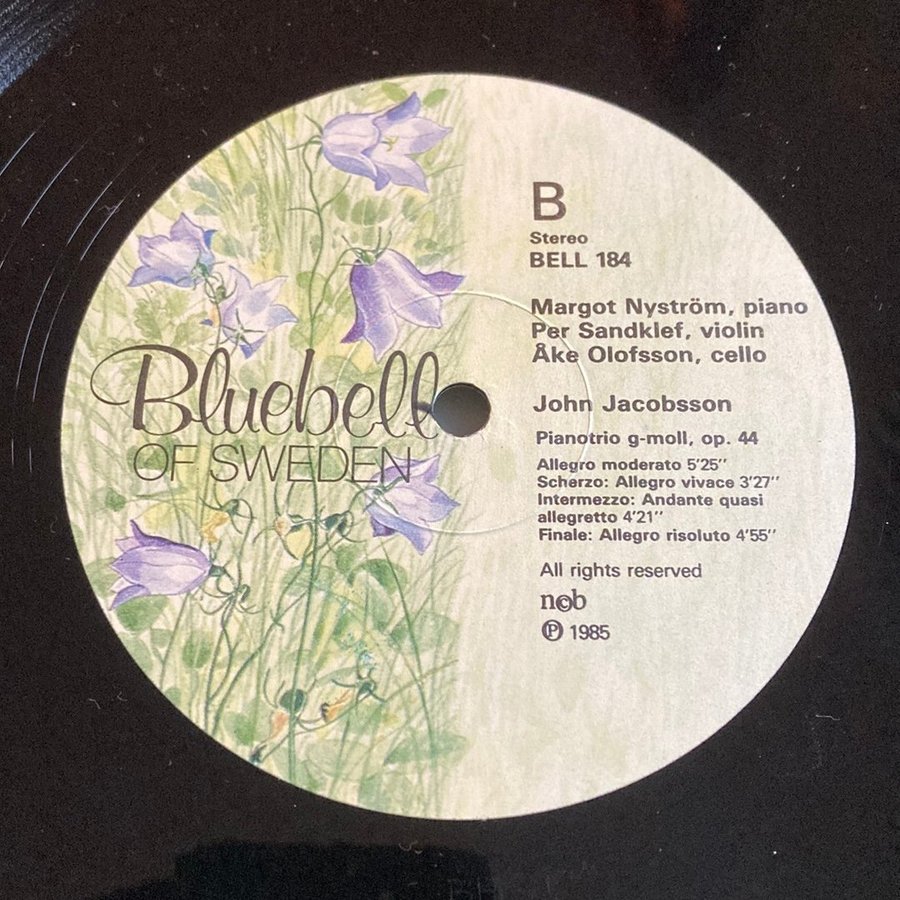 Bluebell
OF SWEDEN
B
Stereo
BELL 184
Margot Nyström, piano
Per Sandklef, violin
Åke Olofsson, cello
John Jacobsson
Pianotrio g-moll, op. 44
Allegro moderato 5'25''
Scherzo: Allegro vivace 3'27''
Intermezzo: Andante quasi
allegretto 4'21''
Finale: Allegro risoluto 4'55''
All rights reserved
n©b
℗ 1985